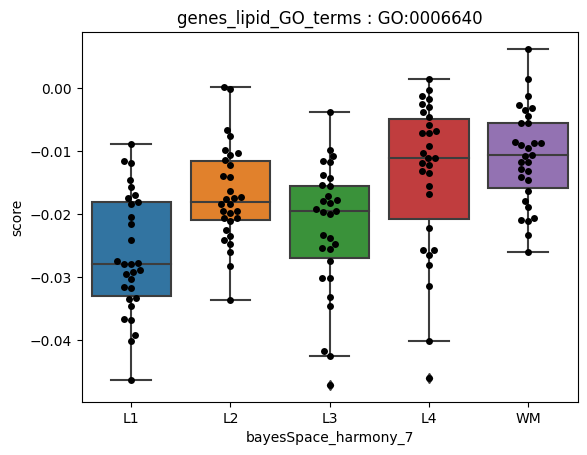 genes_lipid_GO_terms : GO:0006640
0.00
−0.01
−0.02
−0.03
−0.04
score
L1 L2 L3 L4 WM
bayesSpace_harmony_7